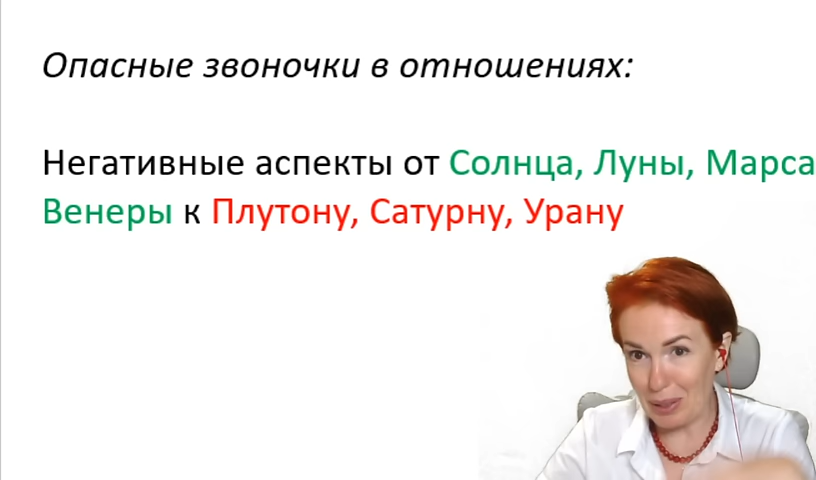 Опасные звоночки в отношениях:
Негативные аспекты от Солнца, Луны, Марса
Венеры к Плутону, Сатурну, Урану